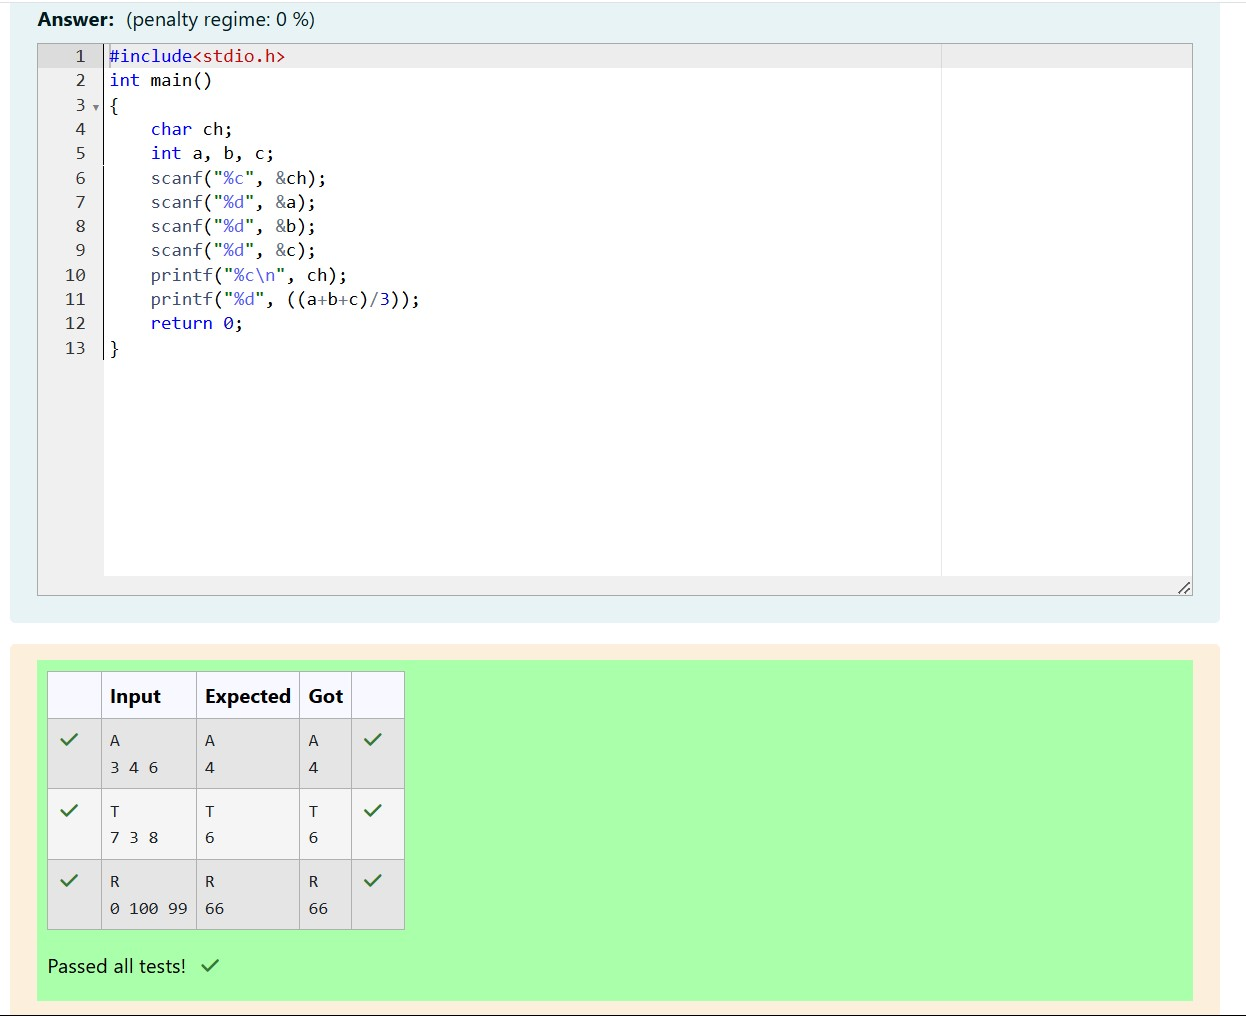 Answer: (penalty regime: 0 %)
1 #include<stdio.h>
2 int main()
3 {
4     char ch;
5     int a, b, c;
6     scanf("%c", &ch);
7     scanf("%d", &a);
8     scanf("%d", &b);
9     scanf("%d", &c);
10     printf("%c\n", ch);
11     printf("%d", ((a+b+c)/3));
12     return 0;
13 }
Input Expected Got
A A A
3 4 6 4 4
T T T
7 3 8 6 6
R R R
0 100 99 66 66
Passed all tests!